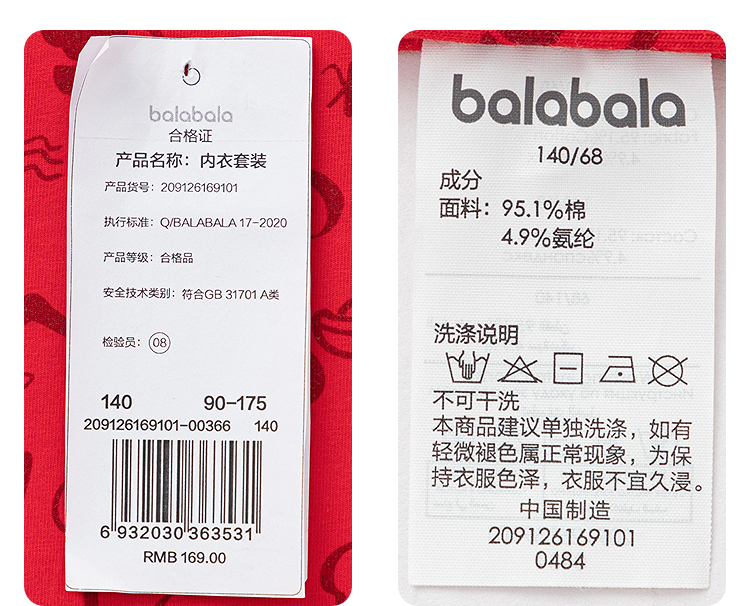 balabala
合格证
产品名称：内衣套装
产品货号：209126169101
执行标准：Q/BALABALA 17-2020
产品等级：合格品
安全技术类别：符合GB 31701 A类
检验员：08
140 90-175
209126169101-00366 140
6 932030 363531
RMB 169.00
balabala
140/68
成分
面料：95.1%棉
4.9%氨纶
洗涤说明
不可干洗
本商品建议单独洗涤，如有
轻微褪色属正常现象，为保
持衣服色泽，衣服不宜久浸。
中国制造
209126169101
0484